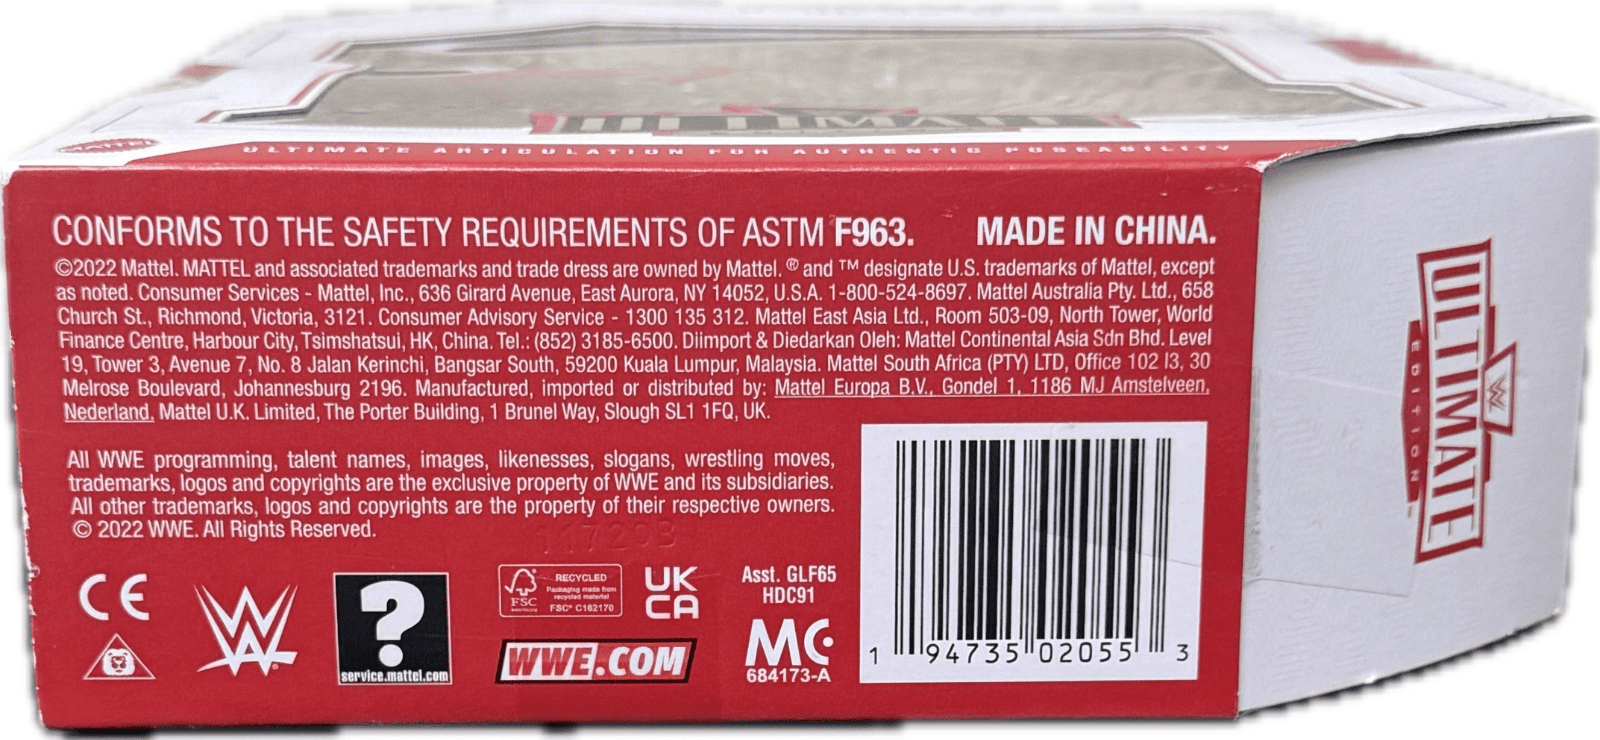 MATTEL
ULTIMATE
ULTIMATE ARTICULATION FOR AUTHENTIC POSEABILITY
CONFORMS TO THE SAFETY REQUIREMENTS OF ASTM F963. MADE IN CHINA.
©2022 Mattel. MATTEL and associated trademarks and trade dress are owned by Mattel. ® and ™ designate U.S. trademarks of Mattel, except
as noted. Consumer Services - Mattel, Inc., 636 Girard Avenue, East Aurora, NY 14052, U.S.A. 1-800-524-8697. Mattel Australia Pty. Ltd., 658
Church St., Richmond, Victoria, 3121. Consumer Advisory Service - 1300 135 312. Mattel East Asia Ltd., Room 503-09, North Tower, World
Finance Centre, Harbour City, Tsimshatsui, HK, China. Tel.: (852) 3185-6500. Diimport & Diedarkan Oleh: Mattel Continental Asia Sdn Bhd. Level
19, Tower 3, Avenue 7, No. 8 Jalan Kerinchi, Bangsar South, 59200 Kuala Lumpur, Malaysia. Mattel South Africa (PTY) LTD, Office 102 I3, 30
Melrose Boulevard, Johannesburg 2196. Manufactured, imported or distributed by: Mattel Europa B.V., Gondel 1, 1186 MJ Amstelveen,
Nederland. Mattel U.K. Limited, The Porter Building, 1 Brunel Way, Slough SL1 1FQ, UK.
All WWE programming, talent names, images, likenesses, slogans, wrestling moves,
trademarks, logos and copyrights are the exclusive property of WWE and its subsidiaries.
All other trademarks, logos and copyrights are the property of their respective owners.
© 2022 WWE. All Rights Reserved.
CE
W
?
service.mattel.com
FSC
RECYCLED
Packaging made from
recycled material
FSC® C162170
UK
CA
WWE.COM
Asst. GLF65
HDC91
MC
684173-A
1 94735 02055 3
ULTIMATE
EDITION
W